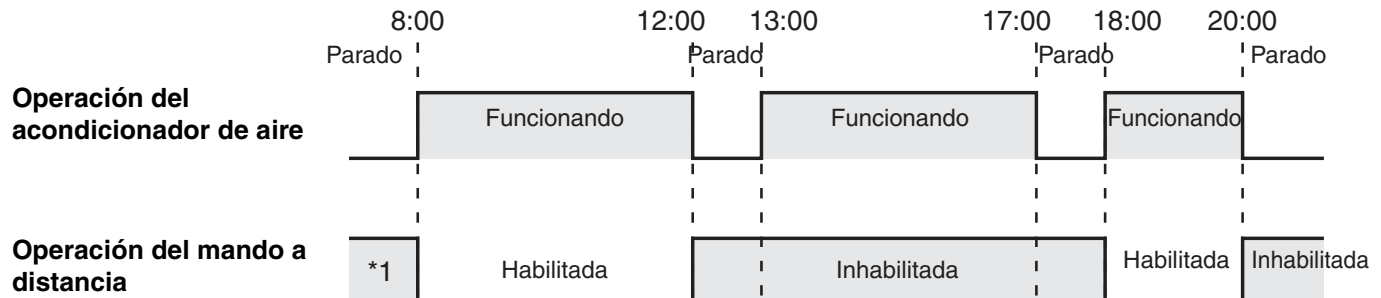 8:00 12:00 13:00 17:00 18:00 20:00
Parado Parado Parado Parado
Operación del
acondicionador de aire
Funcionando Funcionando Funcionando
Operación del mando a
distancia
*1 Habilitada Inhabilitada Habilitada Inhabilitada